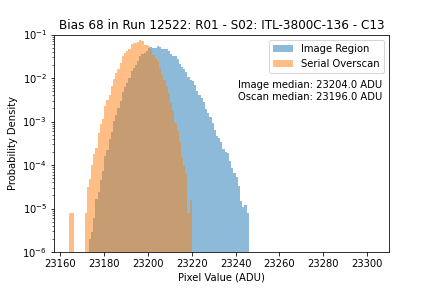 Bias 68 in Run 12522: R01 - S02: ITL-3800C-136 - C13
Image Region
Serial Overscan
Image median: 23204.0 ADU
Oscan median: 23196.0 ADU
Probability Density
10⁻¹
10⁻²
10⁻³
10⁻⁴
10⁻⁵
10⁻⁶
23160 23180 23200 23220 23240 23260 23280 23300
Pixel Value (ADU)